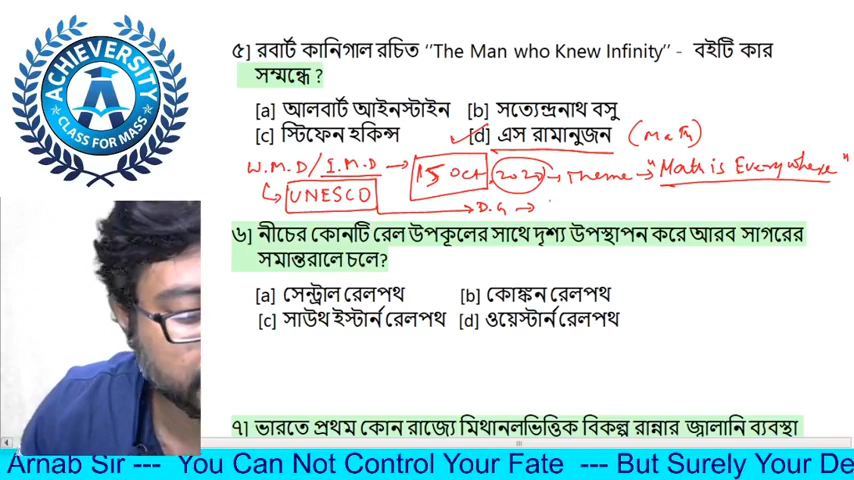 ACHIEVERSITY
CLASS FOR MASS
৫] রবার্ট কানিগাল রচিত “The Man who Knew Infinity” - বইটি কার
সম্মন্ধে ?
[a] আলবার্ট আইনস্টাইন [b] সত্যেন্দ্রনাথ বসু
[c] স্টিফেন হকিন্স [d] এস রামানুজন (Math)
W.M.D / I.M.D → 15 Oct, 2020 → Theme → "Math is Everywhere"
UNESCO → D.G →
৬] নীচের কোনটি রেল উপকূলের সাথে দৃশ্য উপস্থাপন করে আরব সাগরের
সমান্তরালে চলে?
[a] সেন্ট্রাল রেলপথ [b] কোঙ্কন রেলপথ
[c] সাউথ ইস্টার্ন রেলপথ [d] ওয়েস্টার্ন রেলপথ
৭] ভারতে প্রথম কোন রাজ্যে মিথানলভিত্তিক বিকল্প রান্নার জ্বালানি ব্যবস্থা
Arnab Sir --- You Can Not Control Your Fate --- But Surely Your De